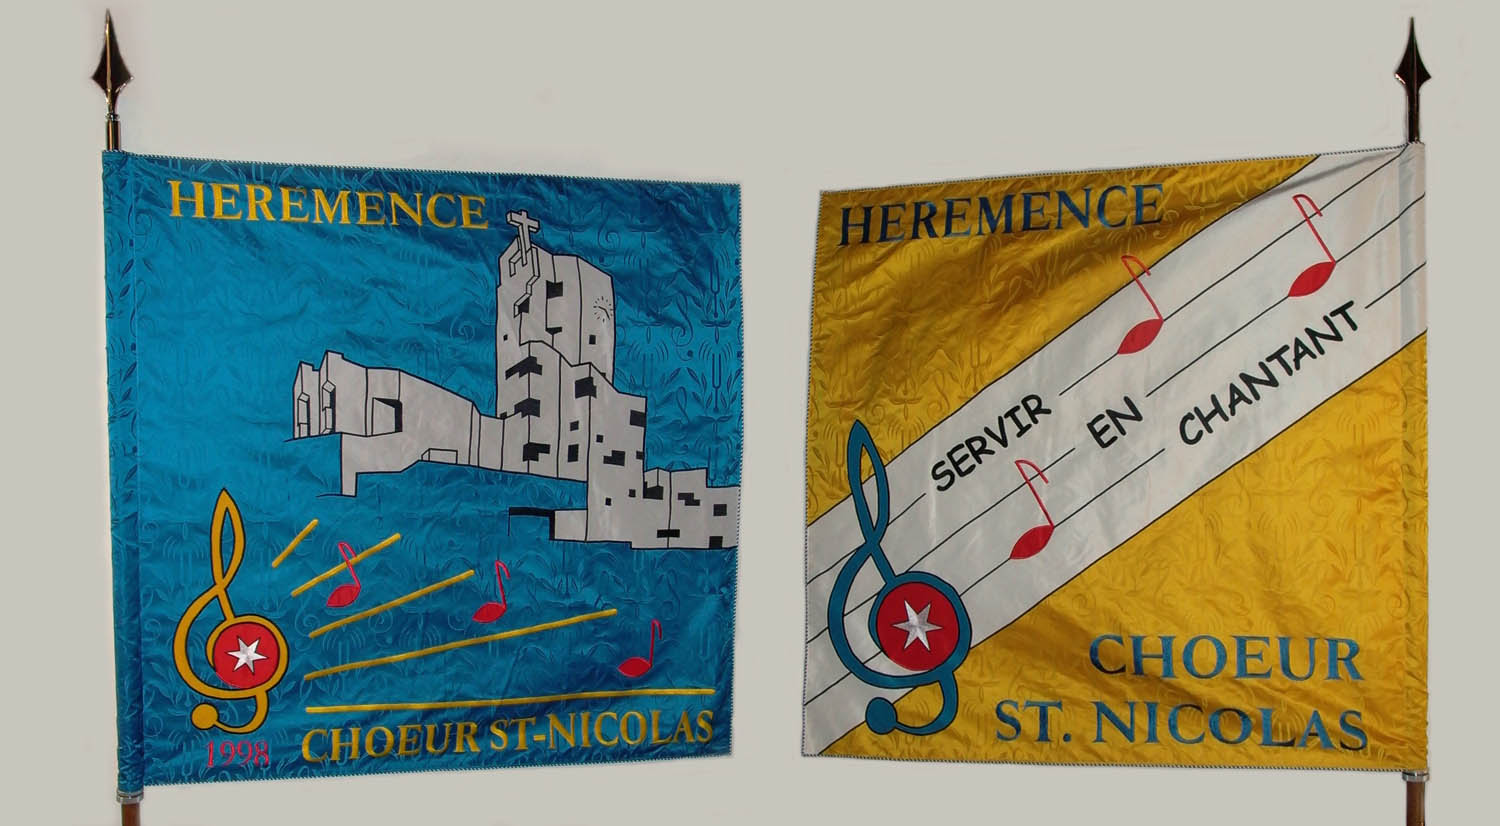 HEREMENCE
1998
CHOEUR ST-NICOLAS
HEREMENCE
SERVIR
EN
CHANTANT
CHOEUR
ST. NICOLAS